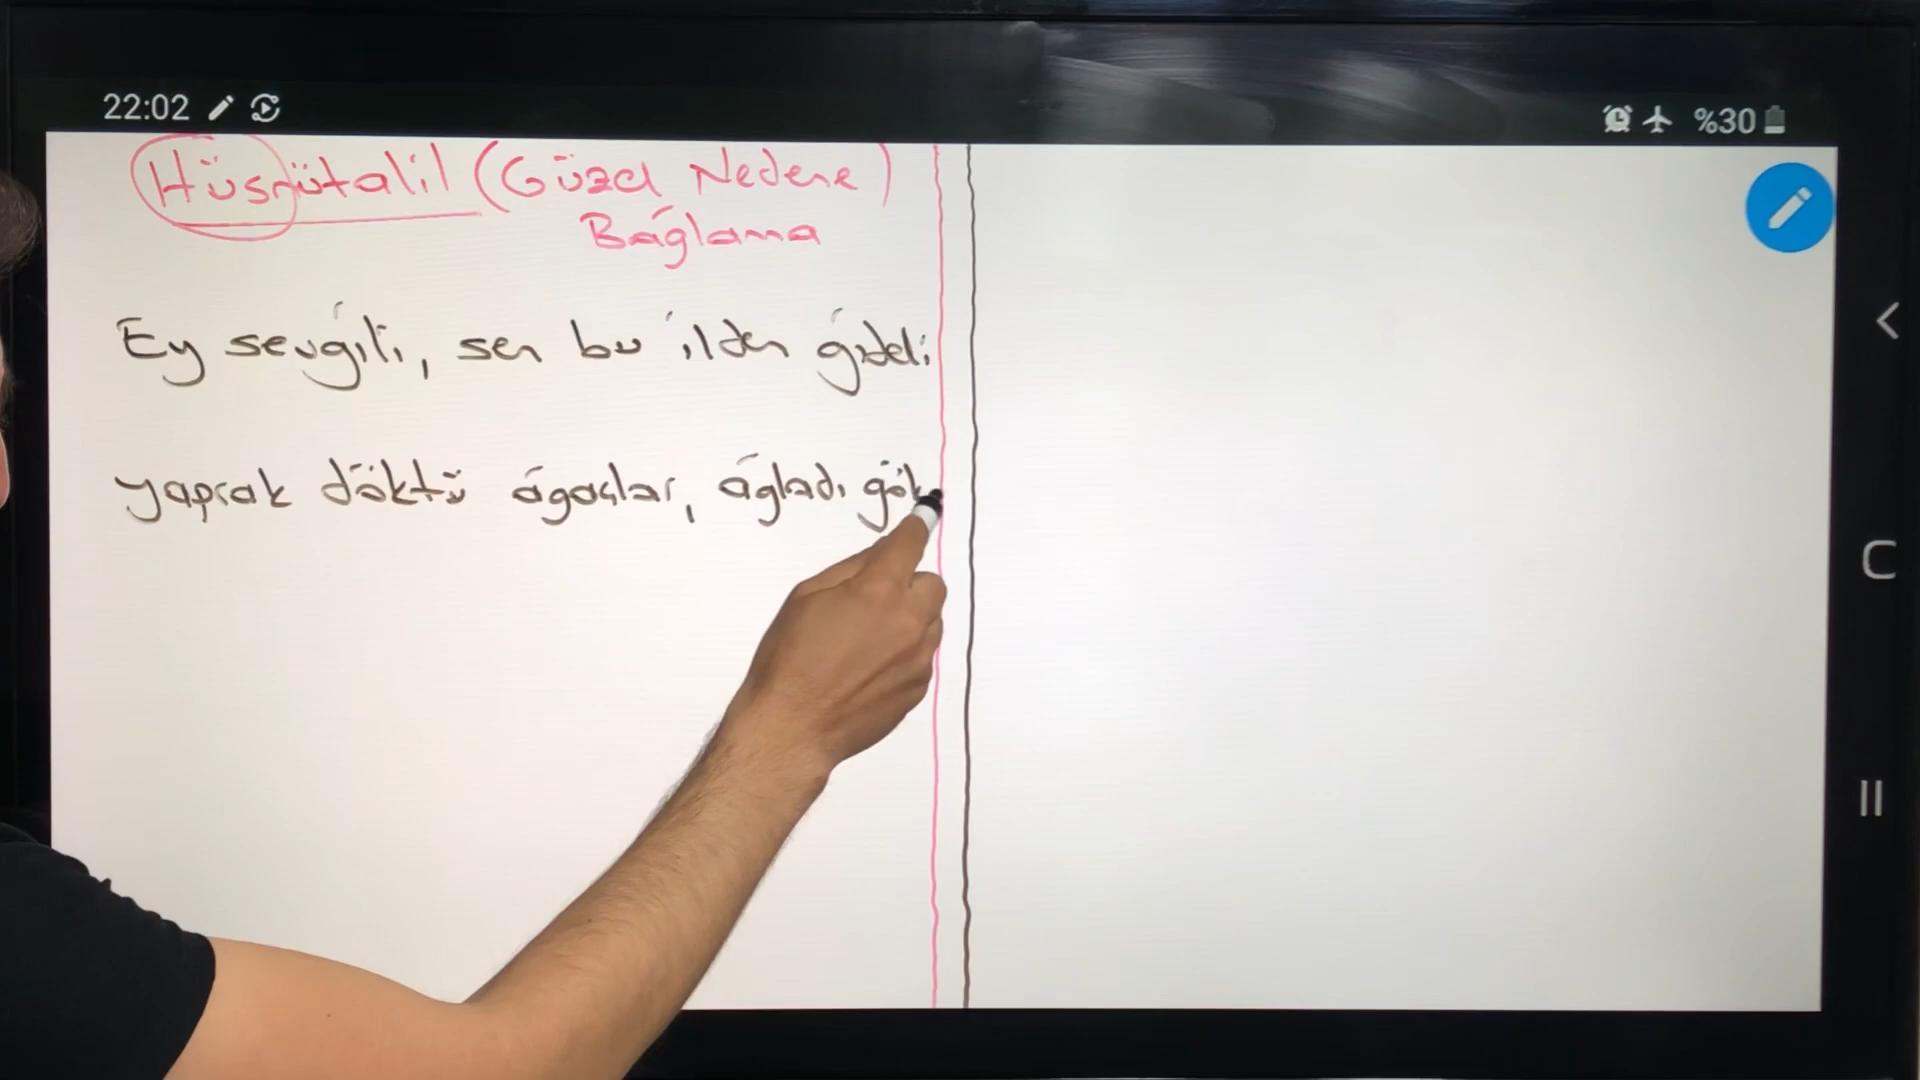 22:02
%30
Hüsnütalil (Güzel Nedene)
Bağlama
Ey sevgili, sen bu ilden gideli
yaprak döktü ağaçlar, ağladı gök